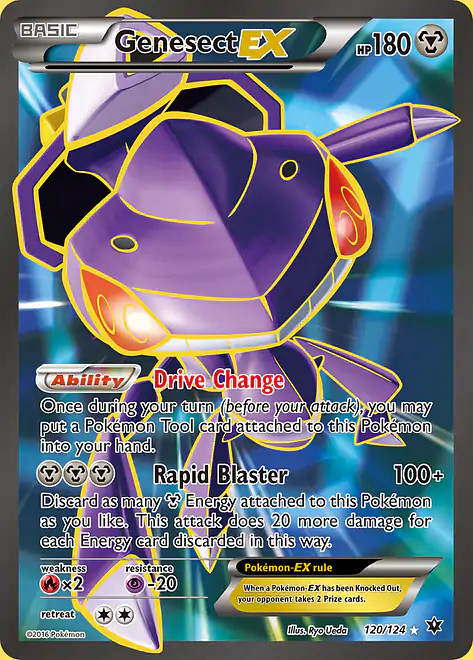 BASIC
Genesect EX
HP180
Ability Drive Change
Once during your turn (before your attack), you may
put a Pokémon Tool card attached to this Pokémon
into your hand.
Rapid Blaster 100+
Discard as many Energy attached to this Pokémon
as you like. This attack does 20 more damage for
each Energy card discarded in this way.
weakness resistance
×2 -20
Pokémon-EX rule
When a Pokémon-EX has been Knocked Out,
your opponent takes 2 Prize cards.
retreat
©2016 Pokémon
Illus. Ryo Ueda
120/124